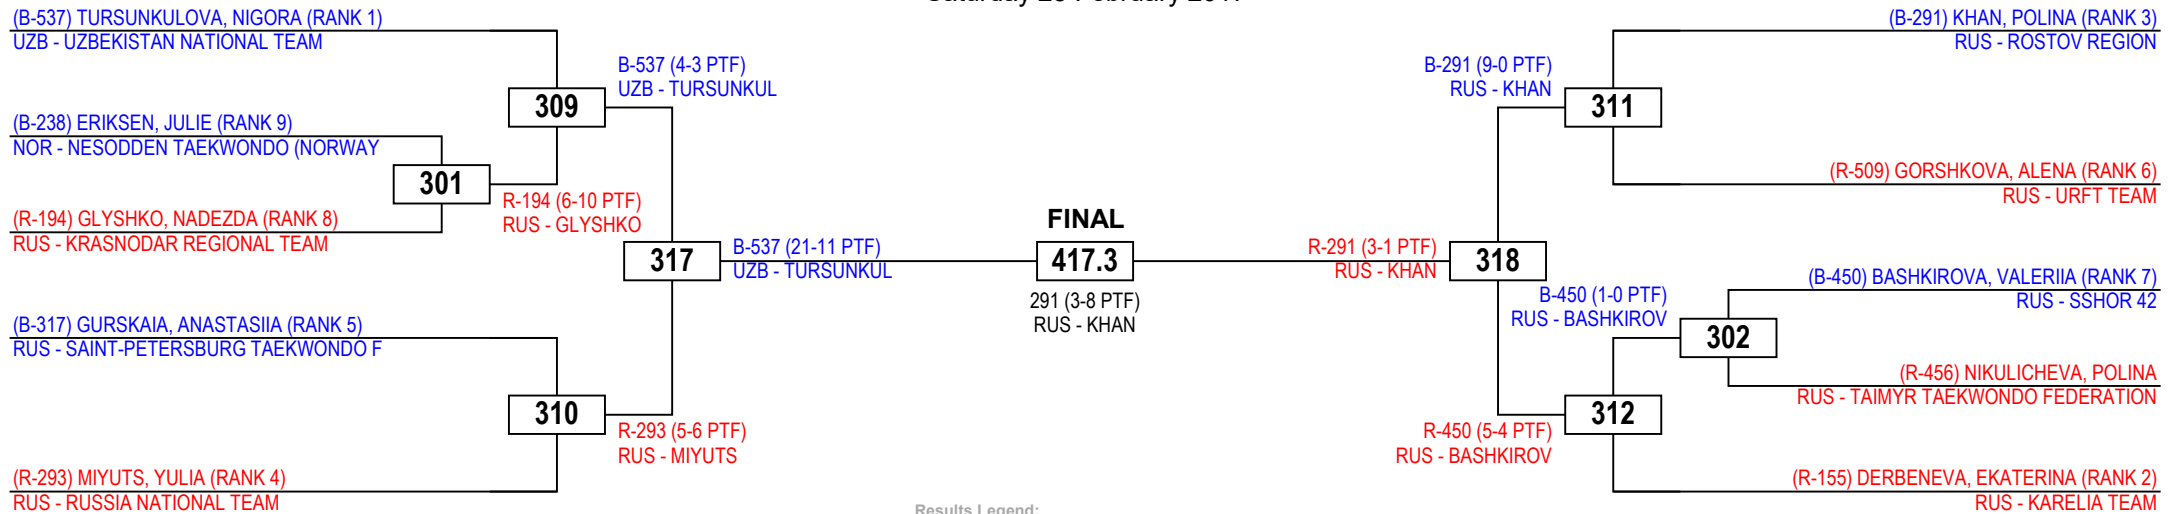 (B-537) TURSUNKULOVA, NIGORA (RANK 1)
UZB - UZBEKISTAN NATIONAL TEAM
B-537 (4-3 PTF)
UZB - TURSUNKUL
309
(B-238) ERIKSEN, JULIE (RANK 9)
NOR - NESODDEN TAEKWONDO (NORWAY
301
R-194 (6-10 PTF)
RUS - GLYSHKO
(R-194) GLYSHKO, NADEZDA (RANK 8)
RUS - KRASNODAR REGIONAL TEAM
317
B-537 (21-11 PTF)
UZB - TURSUNKUL
(B-317) GURSKAIA, ANASTASIIA (RANK 5)
RUS - SAINT-PETERSBURG TAEKWONDO F
310
R-293 (5-6 PTF)
RUS - MIYUTS
(R-293) MIYUTS, YULIA (RANK 4)
RUS - RUSSIA NATIONAL TEAM
FINAL
417.3
291 (3-8 PTF)
RUS - KHAN
Results Legend:
(B-291) KHAN, POLINA (RANK 3)
RUS - ROSTOV REGION
B-291 (9-0 PTF)
RUS - KHAN
311
(R-509) GORSHKOVA, ALENA (RANK 6)
RUS - URFT TEAM
R-291 (3-1 PTF)
RUS - KHAN
318
(B-450) BASHKIROVA, VALERIIA (RANK 7)
RUS - SSHOR 42
B-450 (1-0 PTF)
RUS - BASHKIROV
302
(R-456) NIKULICHEVA, POLINA
RUS - TAIMYR TAEKWONDO FEDERATION
312
R-450 (5-4 PTF)
RUS - BASHKIROV
(R-155) DERBENEVA, EKATERINA (RANK 2)
RUS - KARELIA TEAM